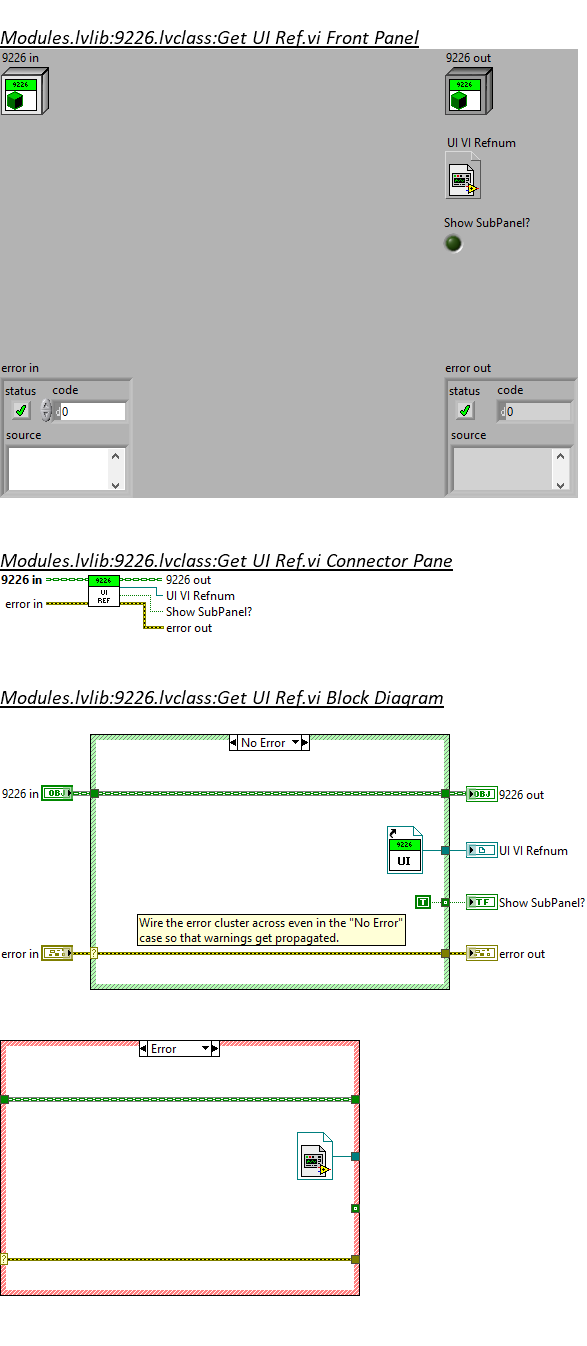 Modules.lvlib:9226.lvclass:Get UI Ref.vi Front Panel
9226 in
9226 out
9226
9226
UI VI Refnum
Show SubPanel?
error in
error out
status code
status code
d 0
d 0
source
source
Modules.lvlib:9226.lvclass:Get UI Ref.vi Connector Pane
9226 in
9226
UI
REF
9226 out
UI VI Refnum
error in
Show SubPanel?
error out
Modules.lvlib:9226.lvclass:Get UI Ref.vi Block Diagram
No Error
9226 in
OBJ
OBJ
9226 out
9226
UI
UI VI Refnum
T
TF
Show SubPanel?
Wire the error cluster across even in the "No Error"
case so that warnings get propagated.
error in
?
error out
Error
?